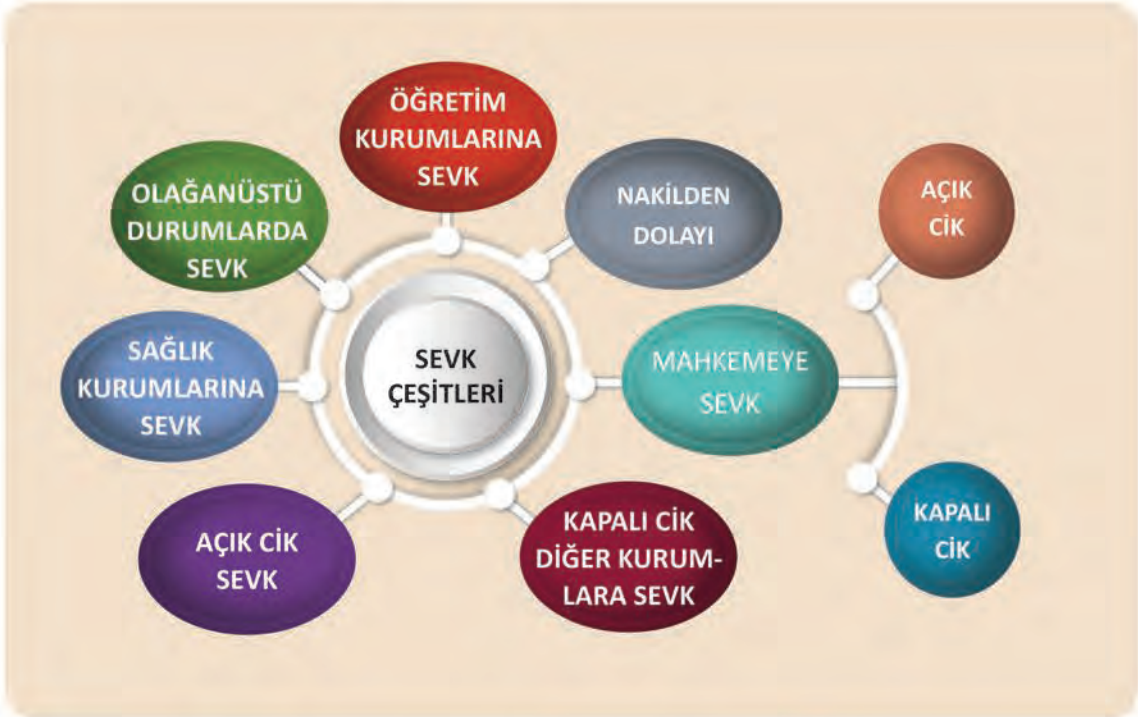 ÖĞRETİM
KURUMLARINA
SEVK
OLAĞANÜSTÜ
DURUMLARDA
SEVK
NAKİLDEN
DOLAYI
AÇIK
CİK
SAĞLIK
KURUMLARINA
SEVK
SEVK
ÇEŞİTLERİ
MAHKEMEYE
SEVK
AÇIK CİK
SEVK
KAPALI CİK
DİĞER KURUM-
LARA SEVK
KAPALI
CİK